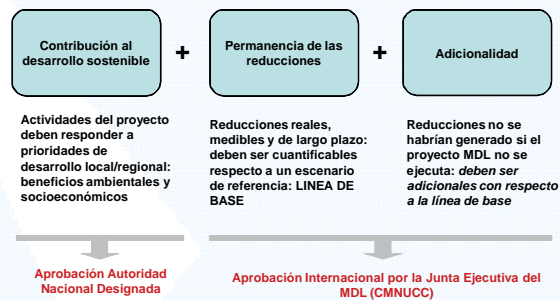 Contribución al
desarrollo sostenible
+
Permanencia de las
reducciones
+
Adicionalidad
Actividades del proyecto
deben responder a
prioridades de
desarrollo local/regional:
beneficios ambientales y
socioeconómicos
Reducciones reales,
medibles y de largo plazo:
deben ser cuantificables
respecto a un escenario
de referencia: LINEA DE
BASE
Reducciones no se
habrían generado si el
proyecto MDL no se
ejecuta: deben ser
adicionales con respecto
a la línea de base
Aprobación Autoridad
Nacional Designada
Aprobación Internacional por la Junta Ejecutiva del
MDL (CMNUCC)